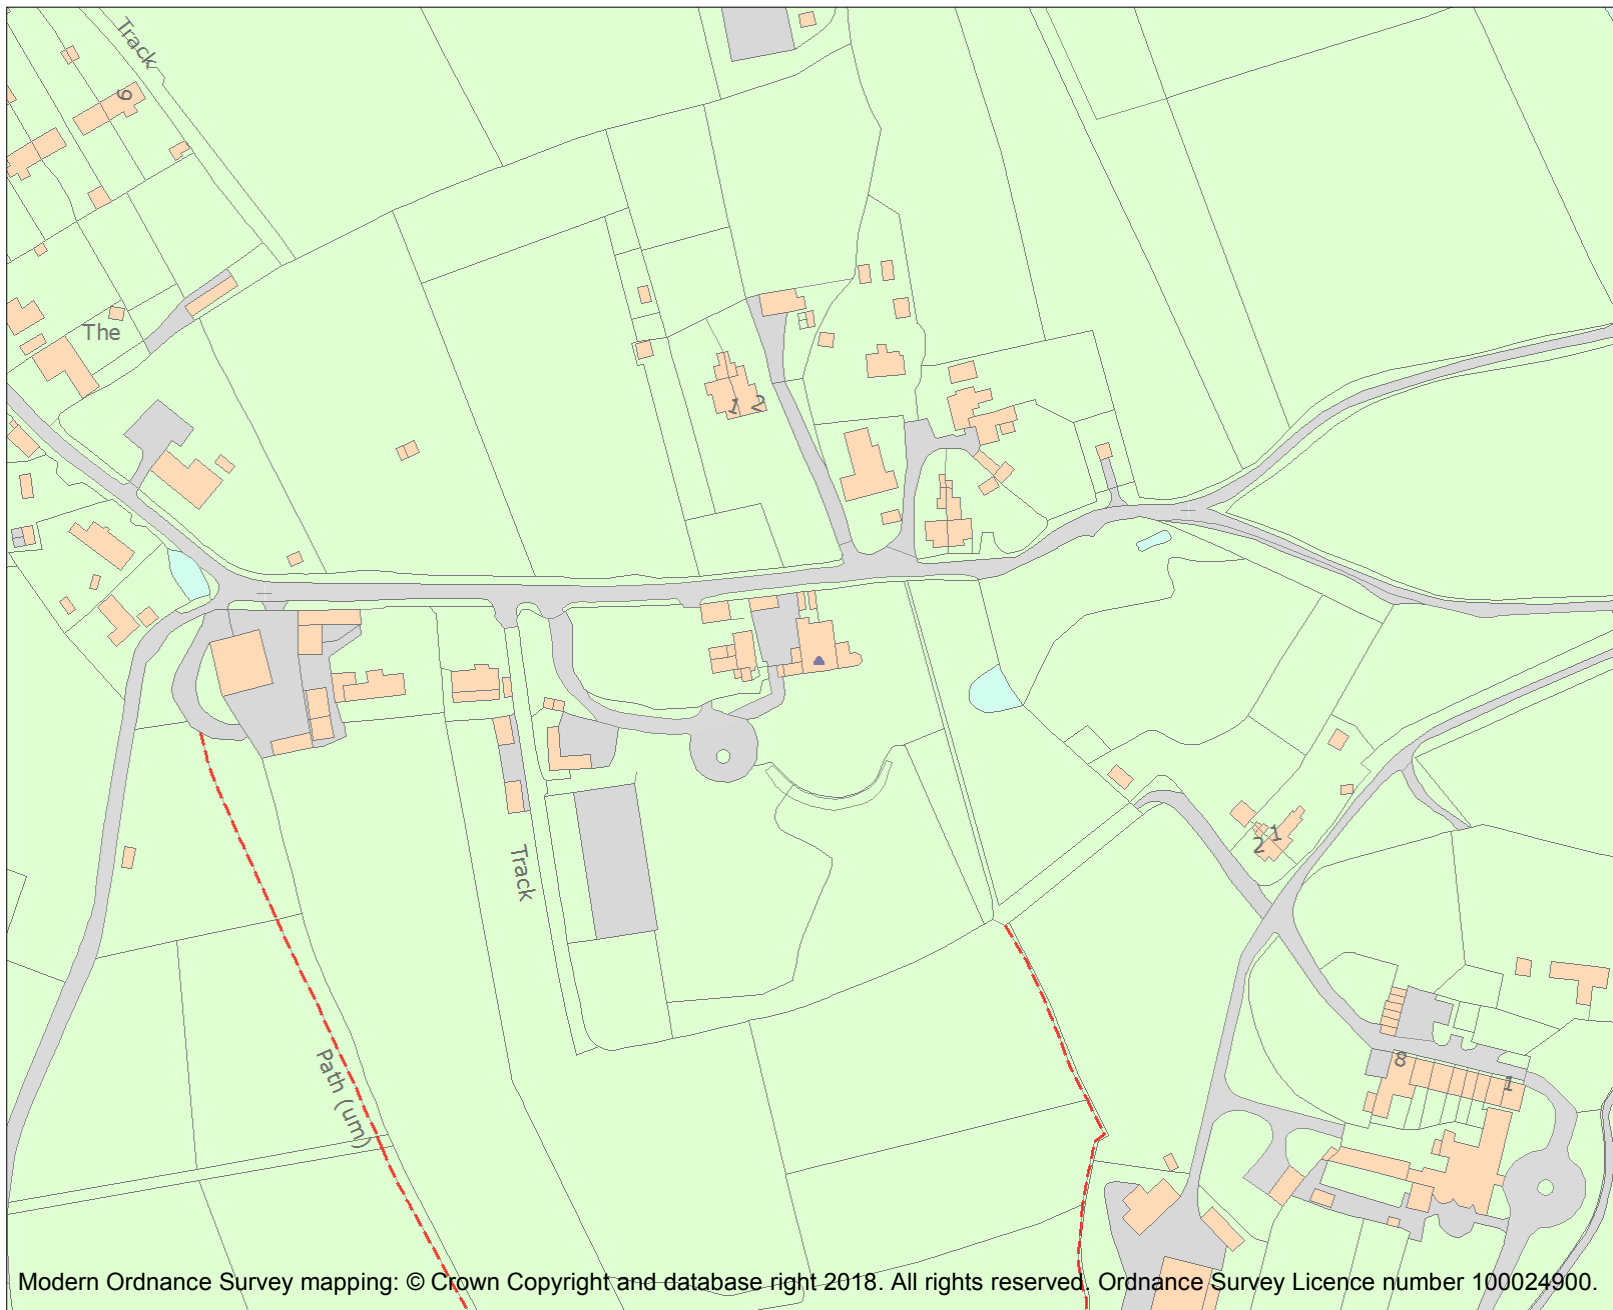 Track
9
The
1 2
Track
1
2
8
1
Path (um)
Modern Ordnance Survey mapping: © Crown Copyright and database right 2018. All rights reserved. Ordnance Survey Licence number 100024900.